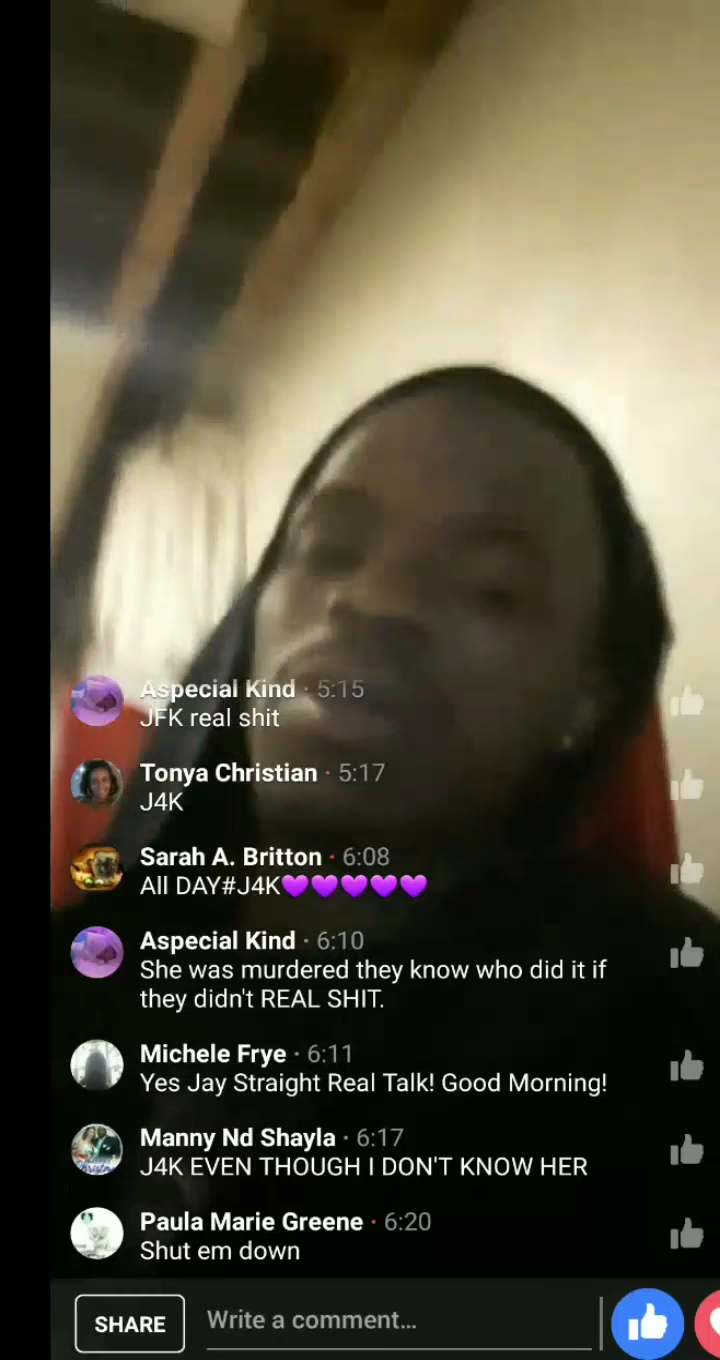 Aspecial Kind · 5:15
JFK real shit
Tonya Christian · 5:17
J4K
Sarah A. Britton · 6:08
All DAY#J4K💜💜💜💜💜
Aspecial Kind · 6:10
She was murdered they know who did it if
they didn't REAL SHIT.
Michele Frye · 6:11
Yes Jay Straight Real Talk! Good Morning!
Manny Nd Shayla · 6:17
J4K EVEN THOUGH I DON'T KNOW HER
Paula Marie Greene · 6:20
Shut em down
SHARE Write a comment...